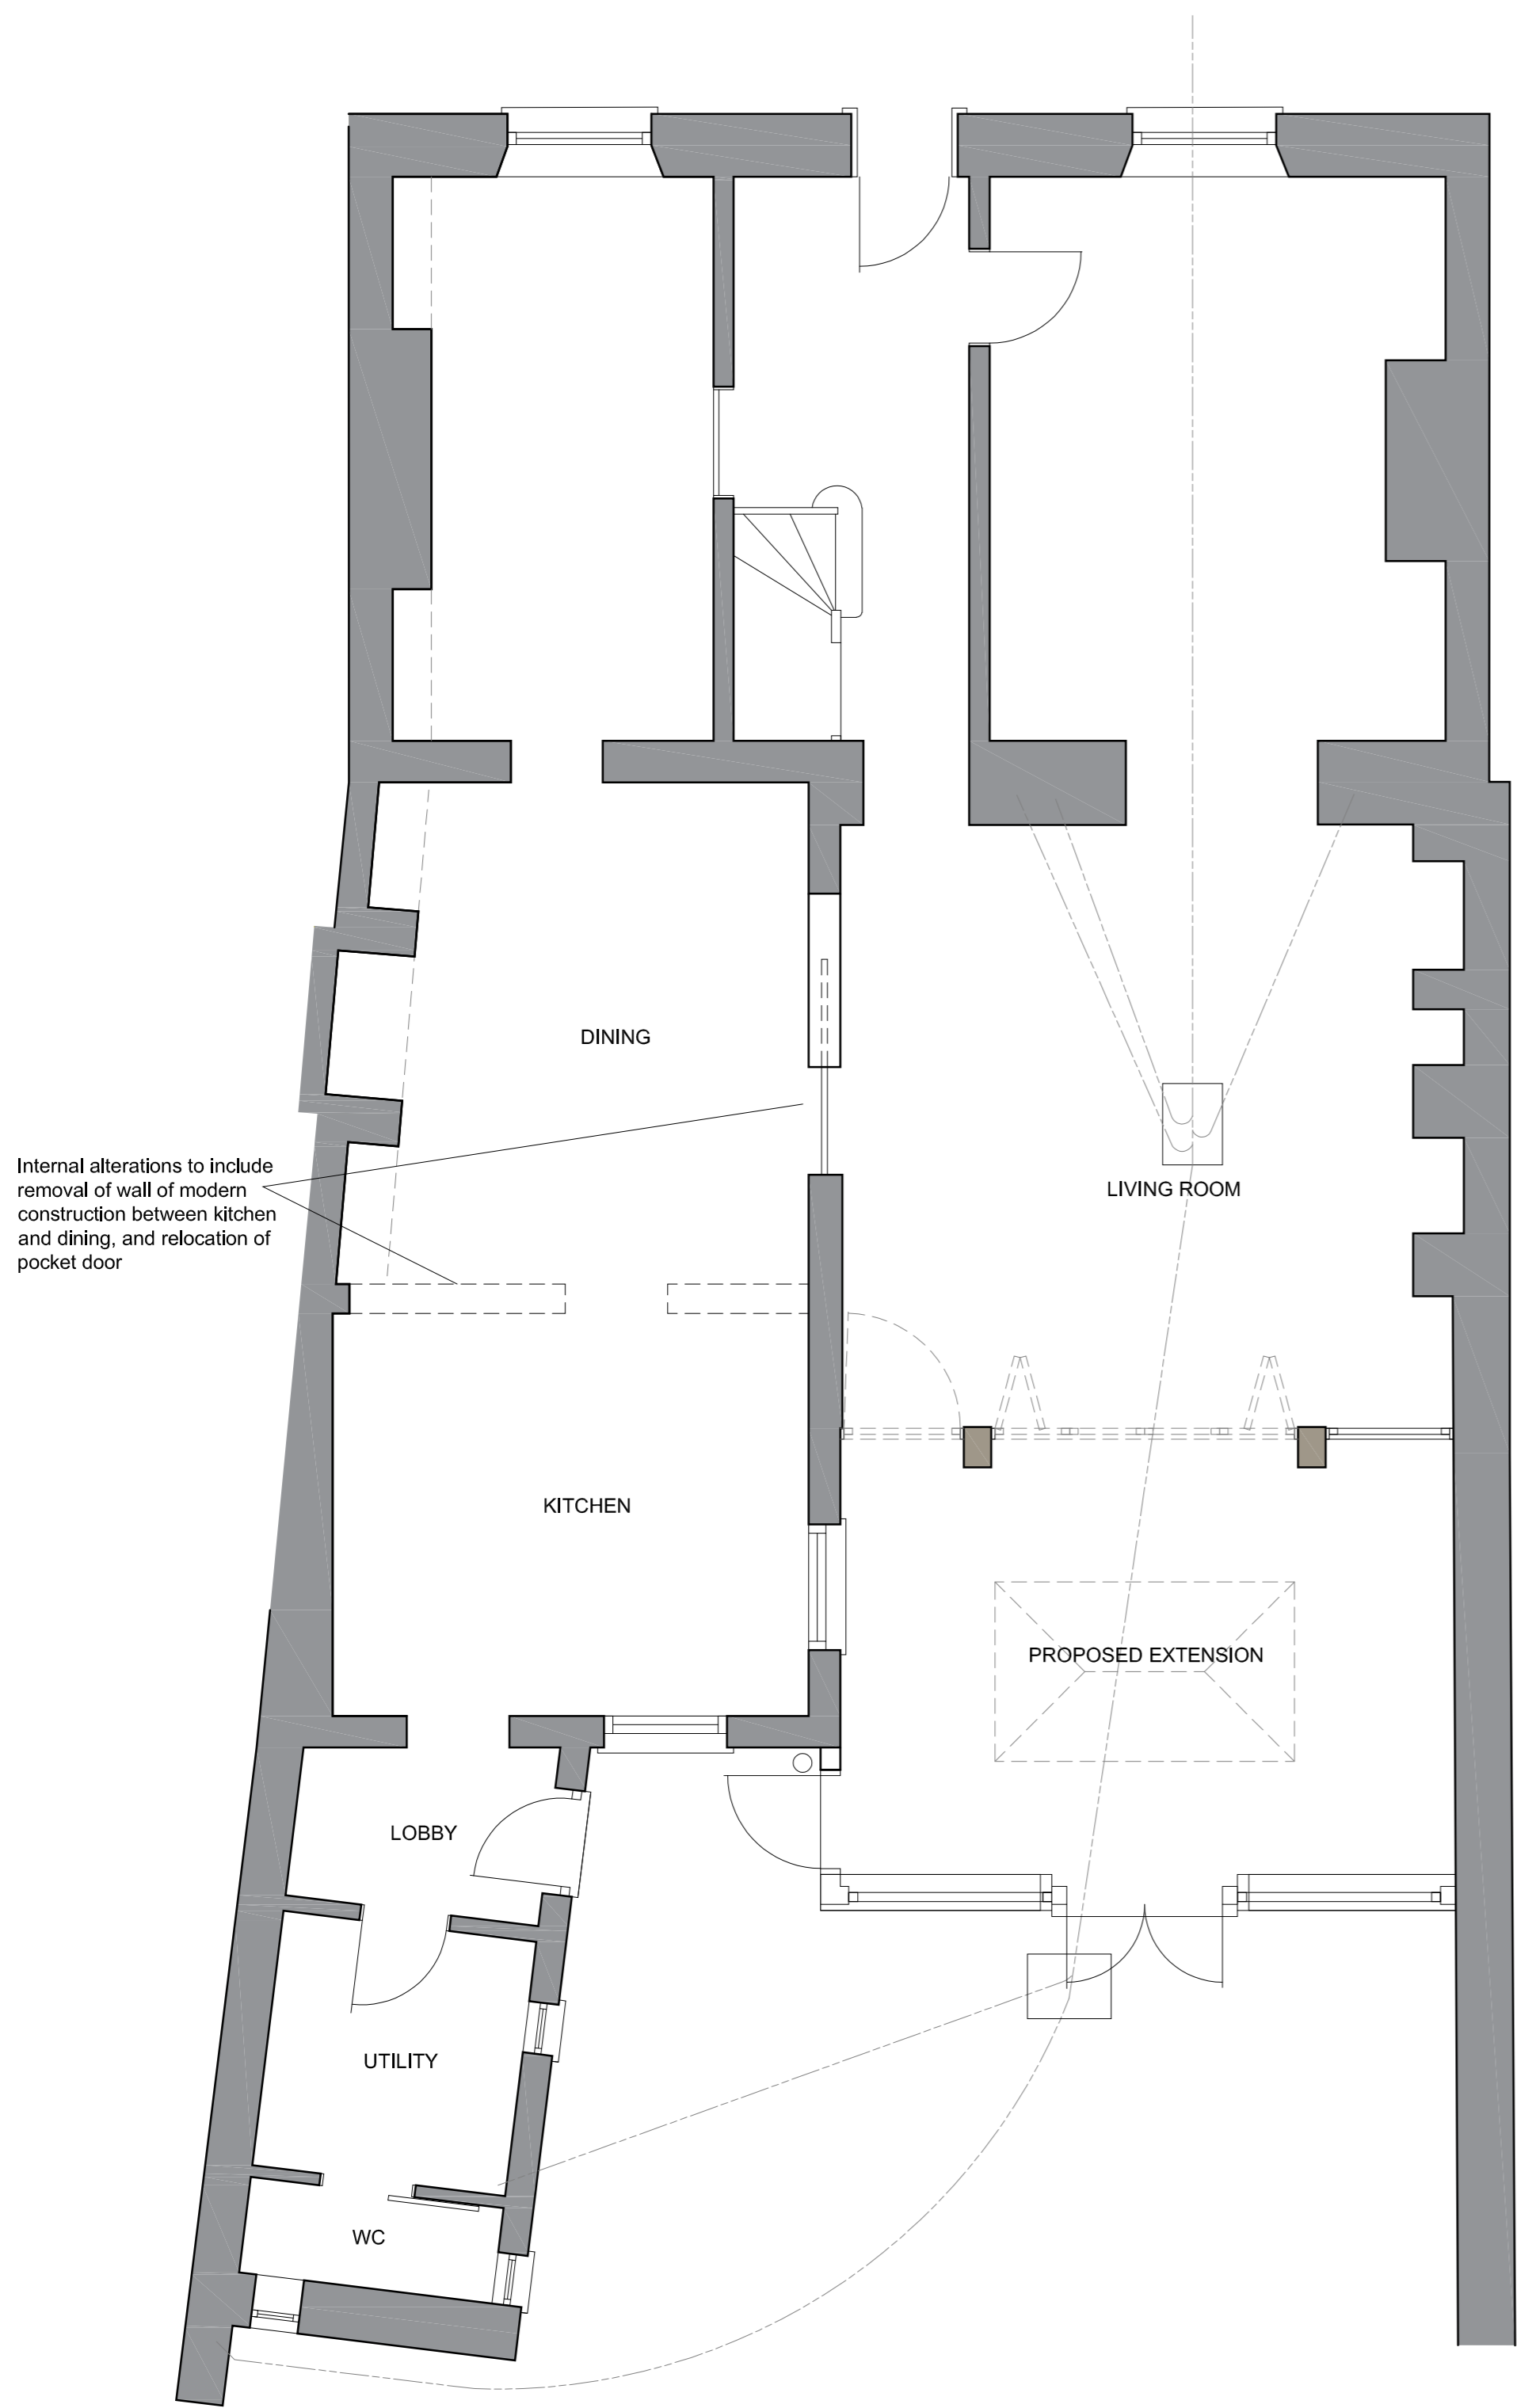 DINING
Internal alterations to include
removal of wall of modern
construction between kitchen
and dining, and relocation of
pocket door
LIVING ROOM
KITCHEN
PROPOSED EXTENSION
LOBBY
UTILITY
WC